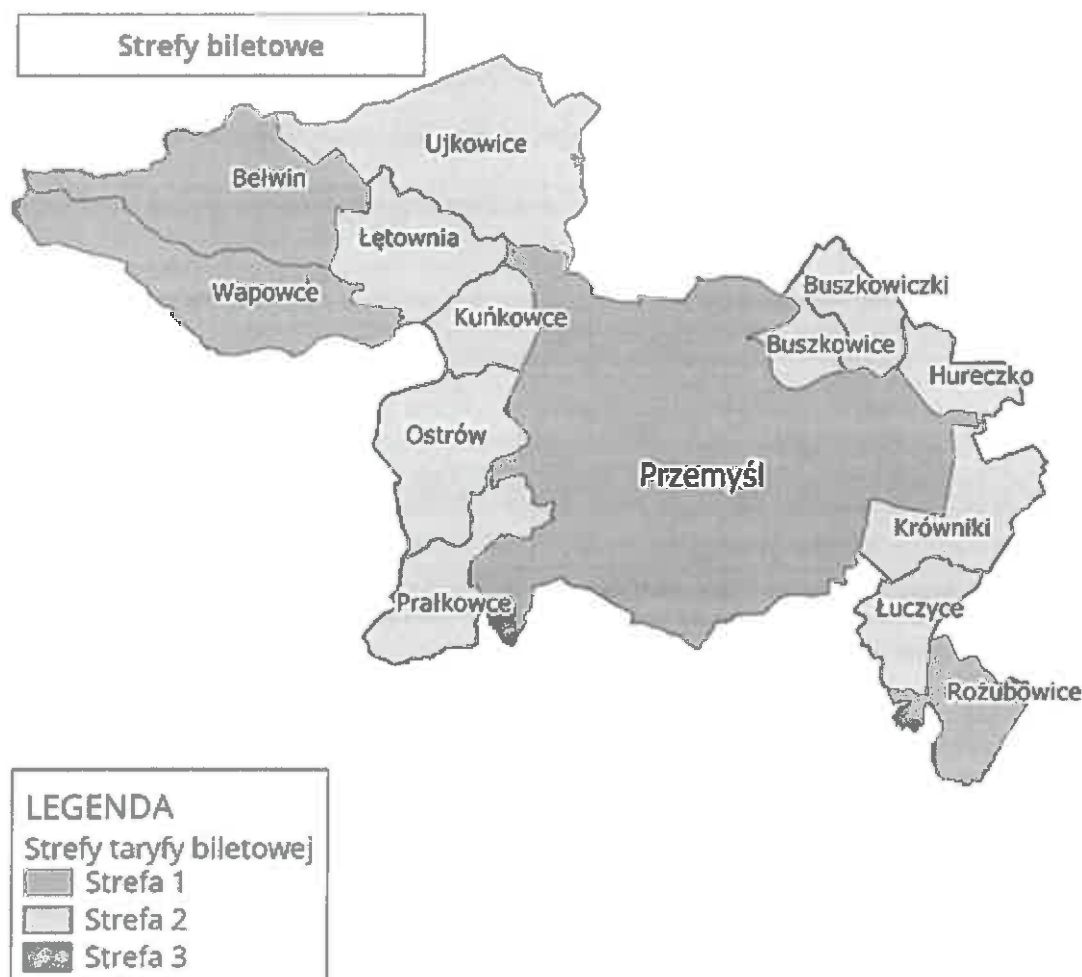 Strefy biletowe
Ujkowice
Bełwin
Łętownia
Wapowce
Buszkowiczki
Kuńkowce
Buszkowice
Hureczko
Ostrów
Przemyśl
Krówniki
Prałkowce
Łuczyce
Rożubowice
LEGENDA
Strefy taryfy biletowej
Strefa 1
Strefa 2
Strefa 3